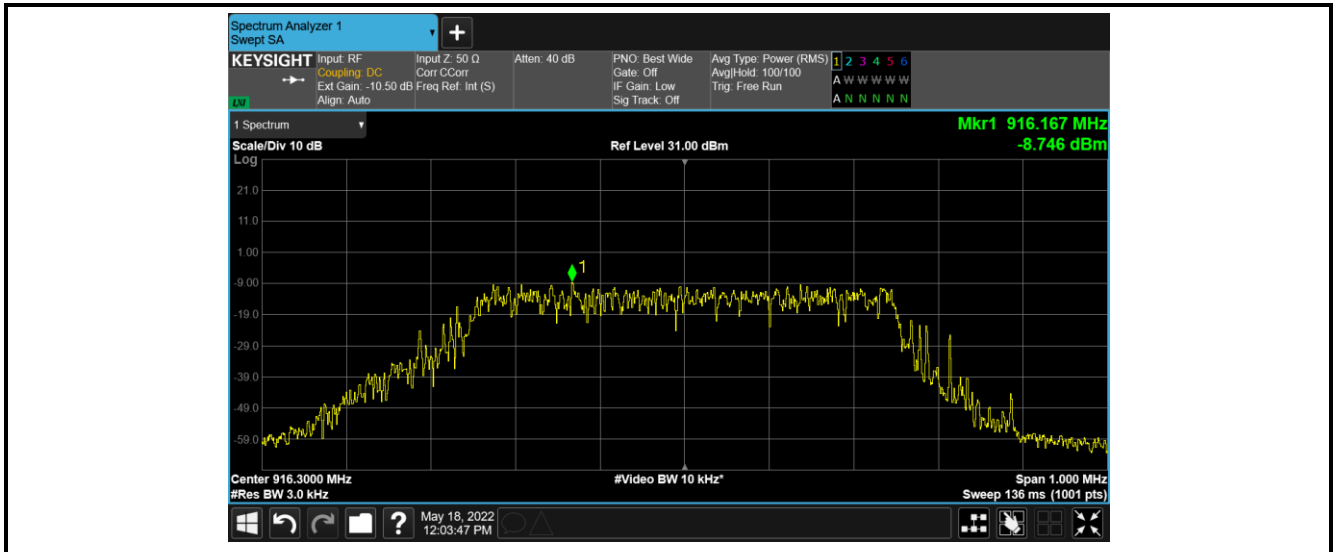 Spectrum Analyzer 1
Swept SA
KEYSIGHT
Input: RF
Coupling: DC
Ext Gain: -10.50 dB
Align: Auto
Input Z: 50 Ω
Corr CCorr
Freq Ref: Int (S)
Atten: 40 dB
PNO: Best Wide
Gate: Off
IF Gain: Low
Sig Track: Off
Avg Type: Power (RMS)
Avg|Hold: 100/100
Trig: Free Run
1 2 3 4 5 6
A W W W W W
A N N N N N
LXI
1 Spectrum
Mkr1 916.167 MHz
-8.746 dBm
Scale/Div 10 dB
Ref Level 31.00 dBm
Log
21.0
11.0
1.00
1
-9.00
-19.0
-29.0
-39.0
-49.0
-59.0
Center 916.3000 MHz
#Video BW 10 kHz*
Span 1.000 MHz
#Res BW 3.0 kHz
Sweep 136 ms (1001 pts)
?
May 18, 2022
12:03:47 PM